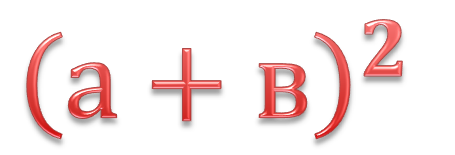 (а + в)²